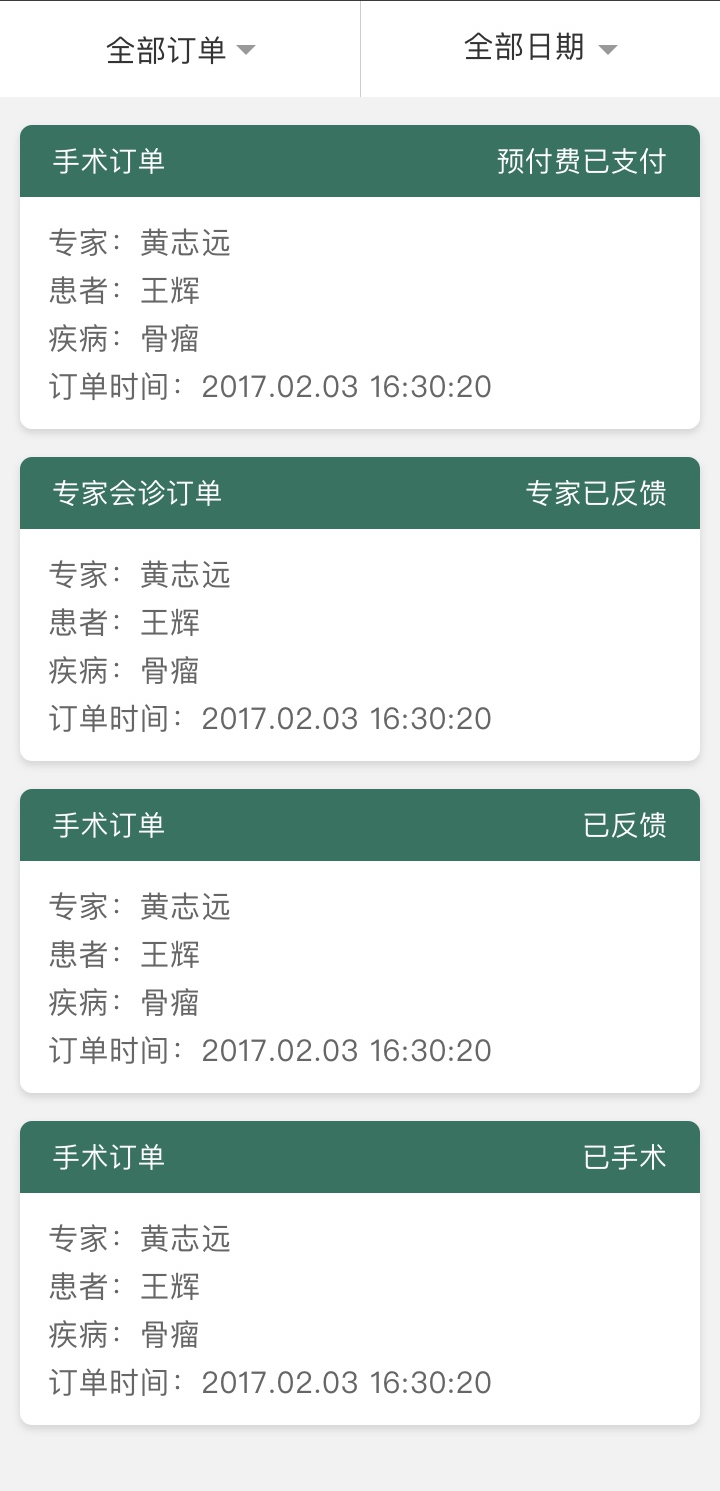 全部订单 全部日期
手术订单 预付费已支付
专家：黄志远
患者：王辉
疾病：骨瘤
订单时间：2017.02.03 16:30:20
专家会诊订单 专家已反馈
专家：黄志远
患者：王辉
疾病：骨瘤
订单时间：2017.02.03 16:30:20
手术订单 已反馈
专家：黄志远
患者：王辉
疾病：骨瘤
订单时间：2017.02.03 16:30:20
手术订单 已手术
专家：黄志远
患者：王辉
疾病：骨瘤
订单时间：2017.02.03 16:30:20